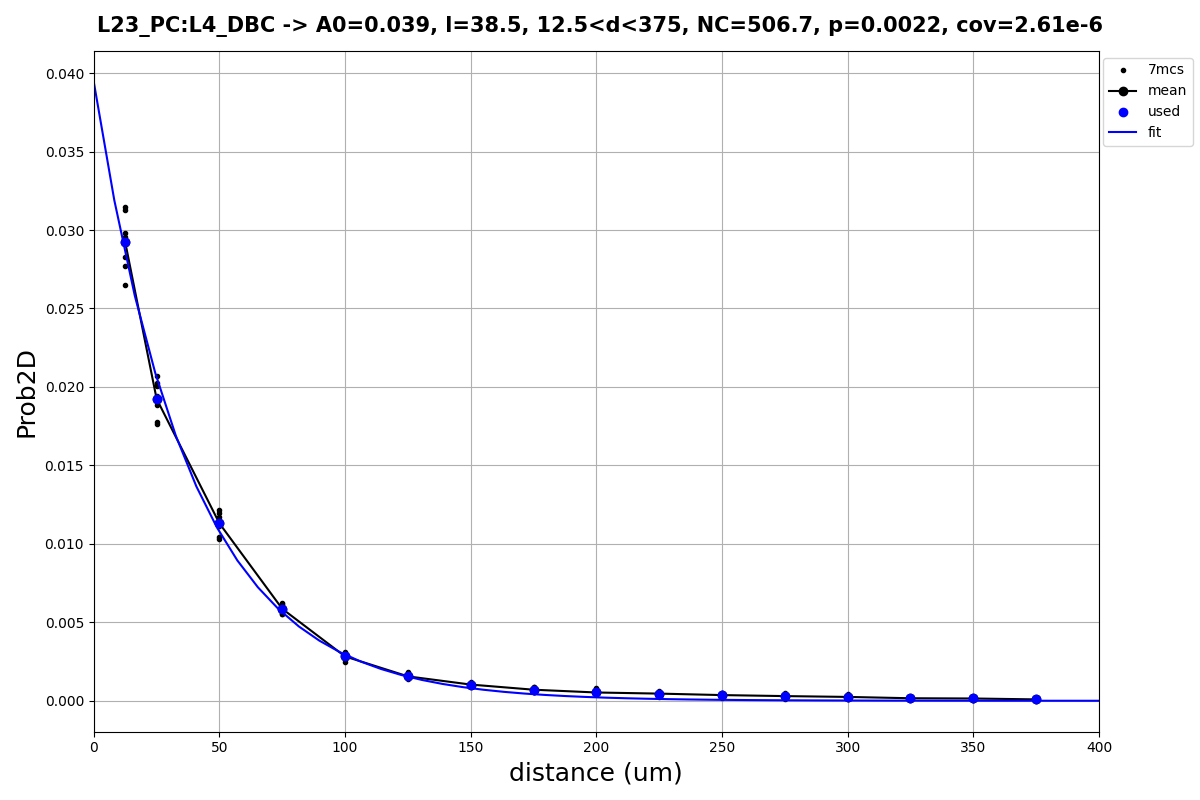 L23_PC:L4_DBC -> A0=0.039, l=38.5, 12.5<d<375, NC=506.7, p=0.0022, cov=2.61e-6
7mcs
mean
used
fit
0.040
0.035
0.030
0.025
0.020
0.015
0.010
0.005
0.000
Prob2D
0
50
100
150
200
250
300
350
400
distance (um)